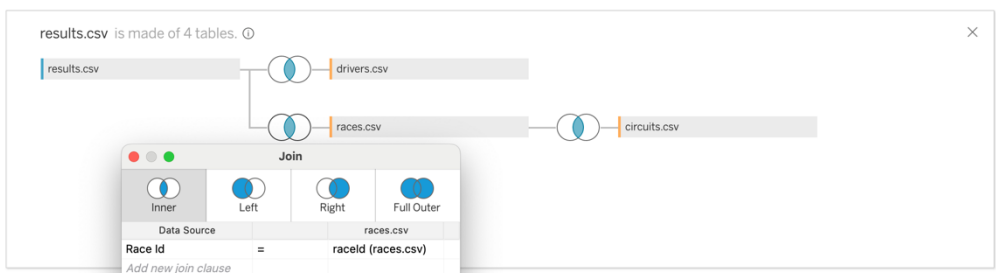 results.csv is made of 4 tables.
results.csv
drivers.csv
races.csv
circuits.csv
Join
Inner Left Right Full Outer
Data Source races.csv
Race Id = raceId (races.csv)
Add new join clause